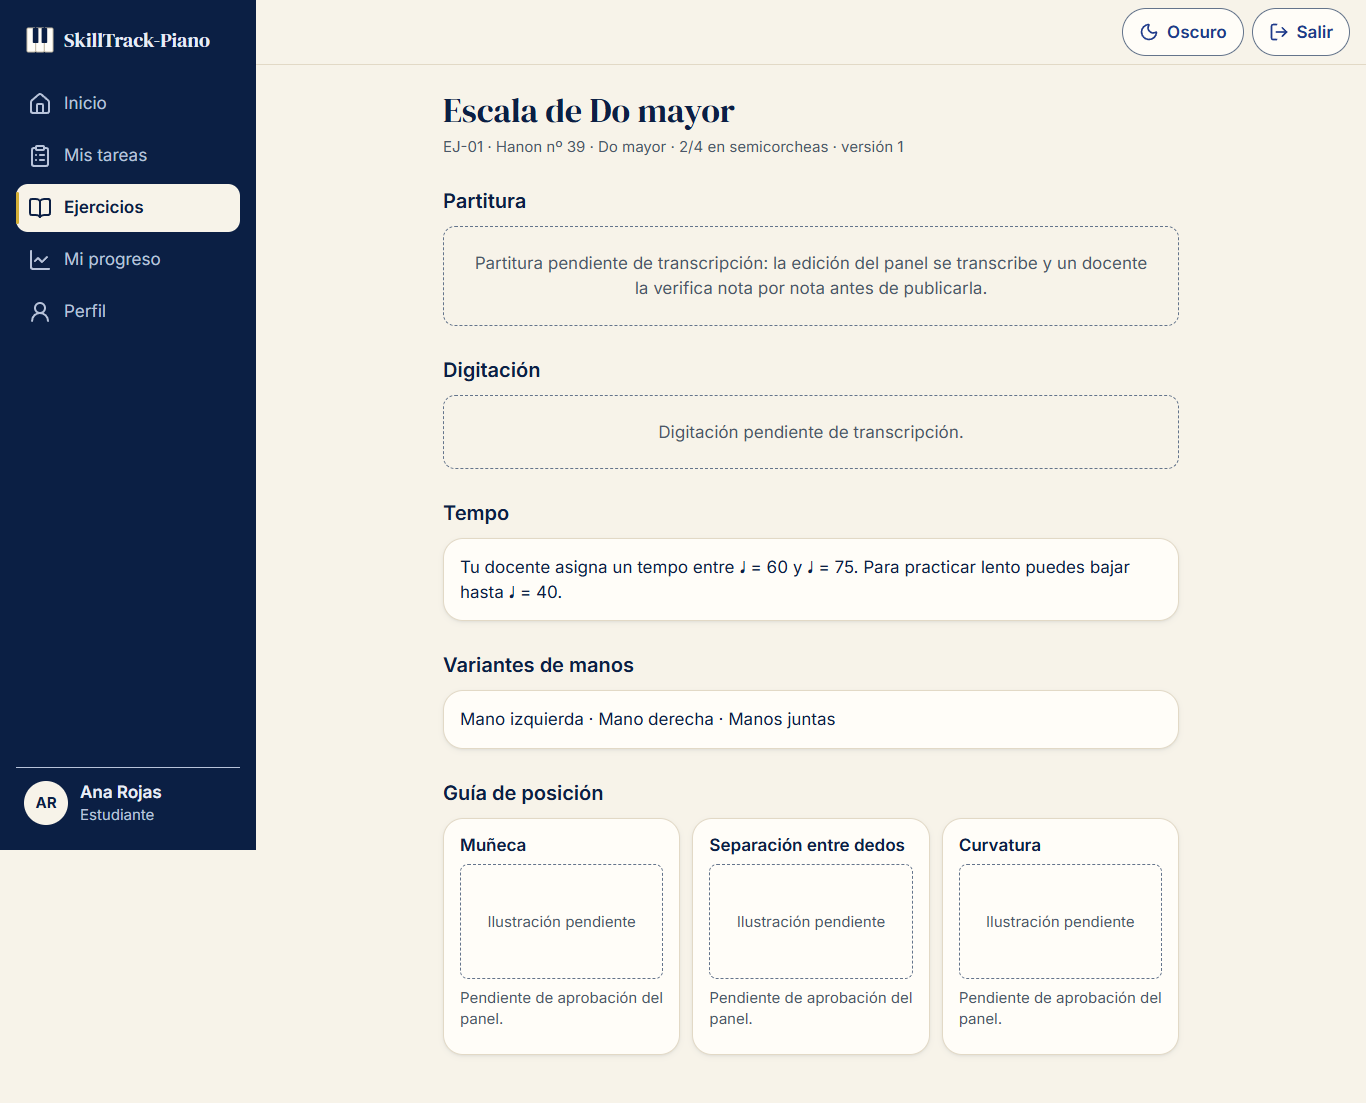 SkillTrack-Piano
Inicio
Mis tareas
Ejercicios
Mi progreso
Perfil
AR
Ana Rojas
Estudiante
Oscuro
Salir
Escala de Do mayor
EJ-01 · Hanon nº 39 · Do mayor · 2/4 en semicorcheas · versión 1
Partitura
Partitura pendiente de transcripción: la edición del panel se transcribe y un docente
la verifica nota por nota antes de publicarla.
Digitación
Digitación pendiente de transcripción.
Tempo
Tu docente asigna un tempo entre ♩ = 60 y ♩ = 75. Para practicar lento puedes bajar
hasta ♩ = 40.
Variantes de manos
Mano izquierda · Mano derecha · Manos juntas
Guía de posición
Muñeca
Ilustración pendiente
Pendiente de aprobación del
panel.
Separación entre dedos
Ilustración pendiente
Pendiente de aprobación del
panel.
Curvatura
Ilustración pendiente
Pendiente de aprobación del
panel.